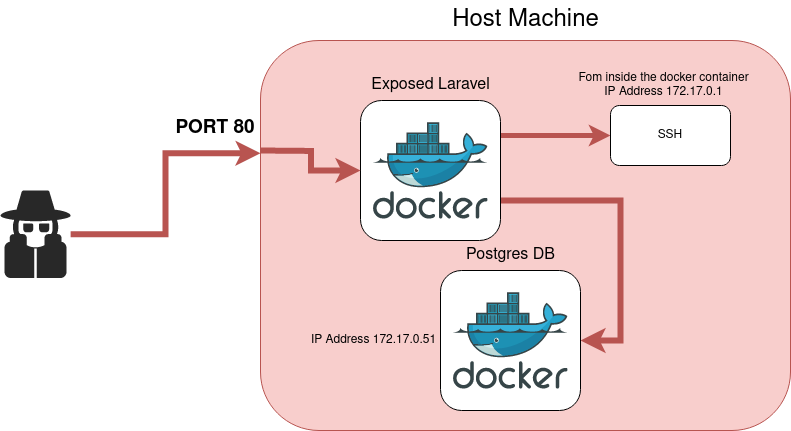 Host Machine
Exposed Laravel
Fom inside the docker container
IP Address 172.17.0.1
PORT 80
SSH
docker
Postgres DB
IP Address 172.17.0.51
docker